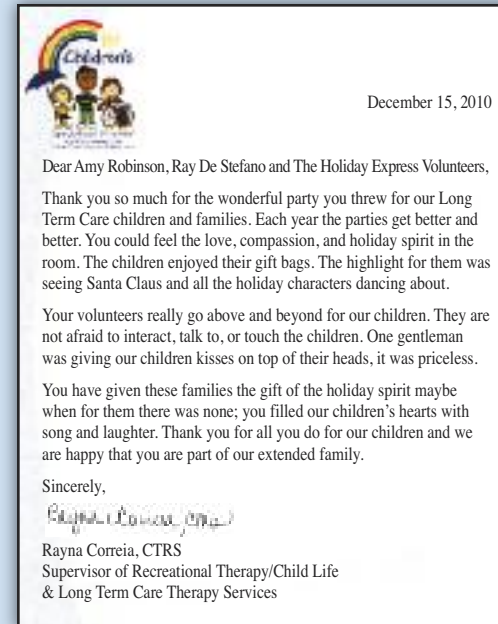 Children's
December 15, 2010
Dear Amy Robinson, Ray De Stefano and The Holiday Express Volunteers,
Thank you so much for the wonderful party you threw for our Long
Term Care children and families. Each year the parties get better and
better. You could feel the love, compassion, and holiday spirit in the
room. The children enjoyed their gift bags. The highlight for them was
seeing Santa Claus and all the holiday characters dancing about.
Your volunteers really go above and beyond for our children. They are
not afraid to interact, talk to, or touch the children. One gentleman
was giving our children kisses on top of their heads, it was priceless.
You have given these families the gift of the holiday spirit maybe
when for them there was none; you filled our children’s hearts with
song and laughter. Thank you for all you do for our children and we
are happy that you are part of our extended family.
Sincerely,
Rayna Correia, CTRS
Rayna Correia, CTRS
Supervisor of Recreational Therapy/Child Life
& Long Term Care Therapy Services